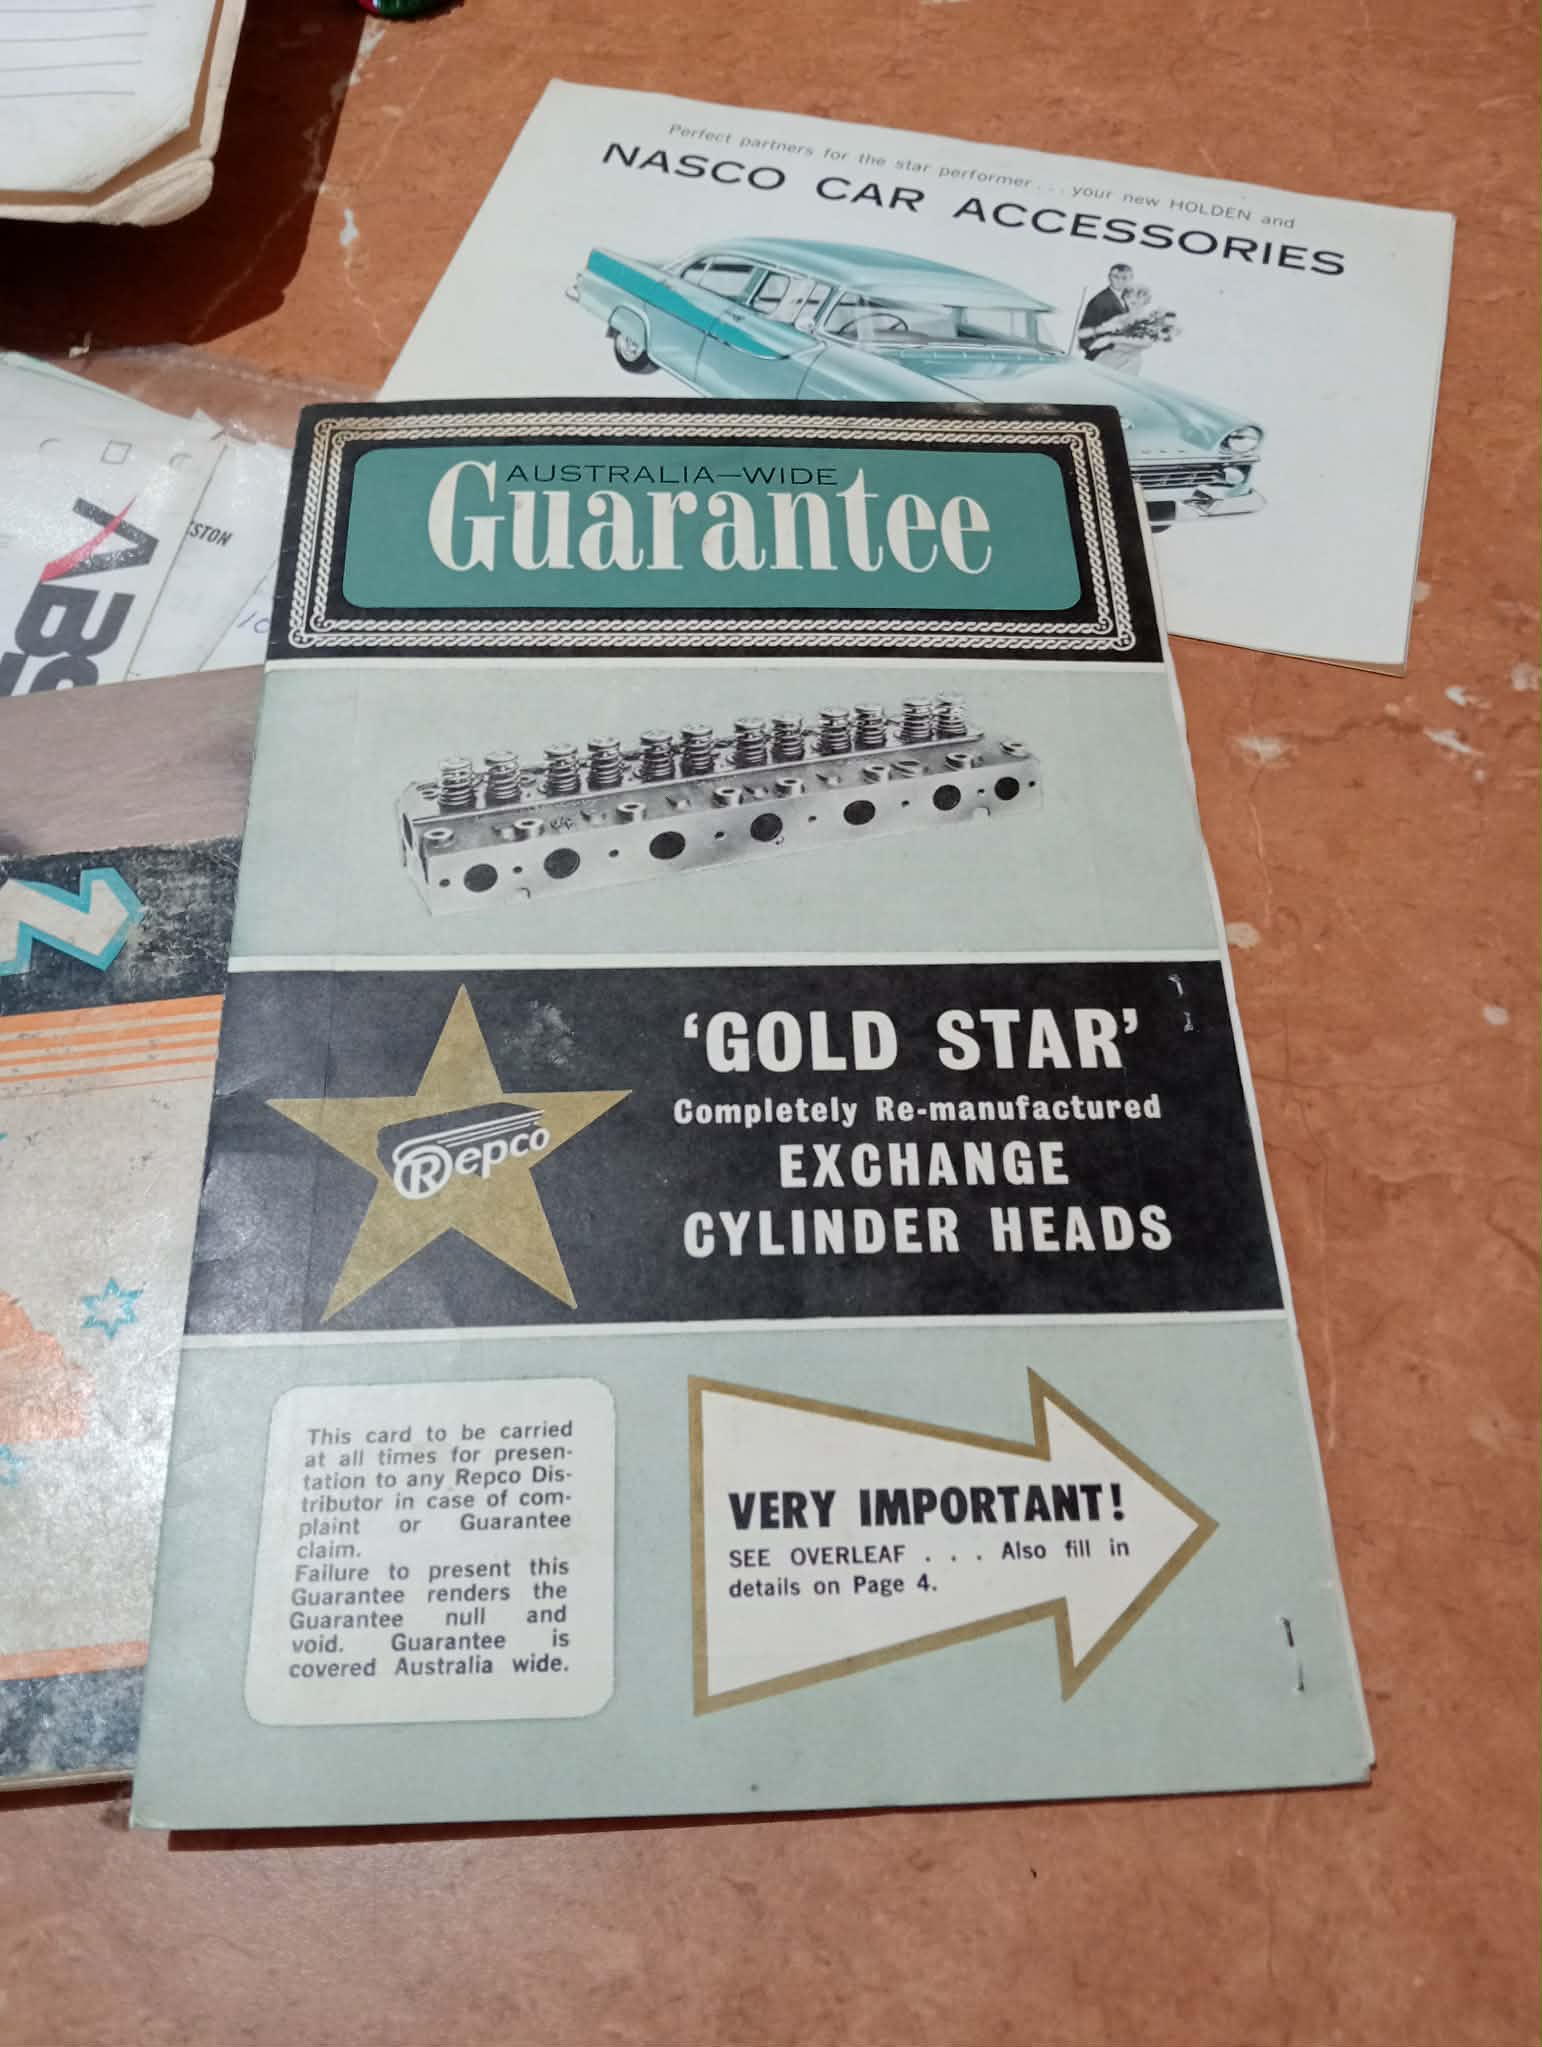 Perfect partners for the star performer . . . your new HOLDEN and
NASCO CAR ACCESSORIES
AUSTRALIA—WIDE
Guarantee
STON
10
ABS
Repco
‘GOLD STAR’
Completely Re-manufactured
EXCHANGE
CYLINDER HEADS
This card to be carried
at all times for presen-
tation to any Repco Dis-
tributor in case of com-
plaint or Guarantee
claim.
Failure to present this
Guarantee renders the
Guarantee null and
void. Guarantee is
covered Australia wide.
VERY IMPORTANT!
SEE OVERLEAF . . . Also fill in
details on Page 4.